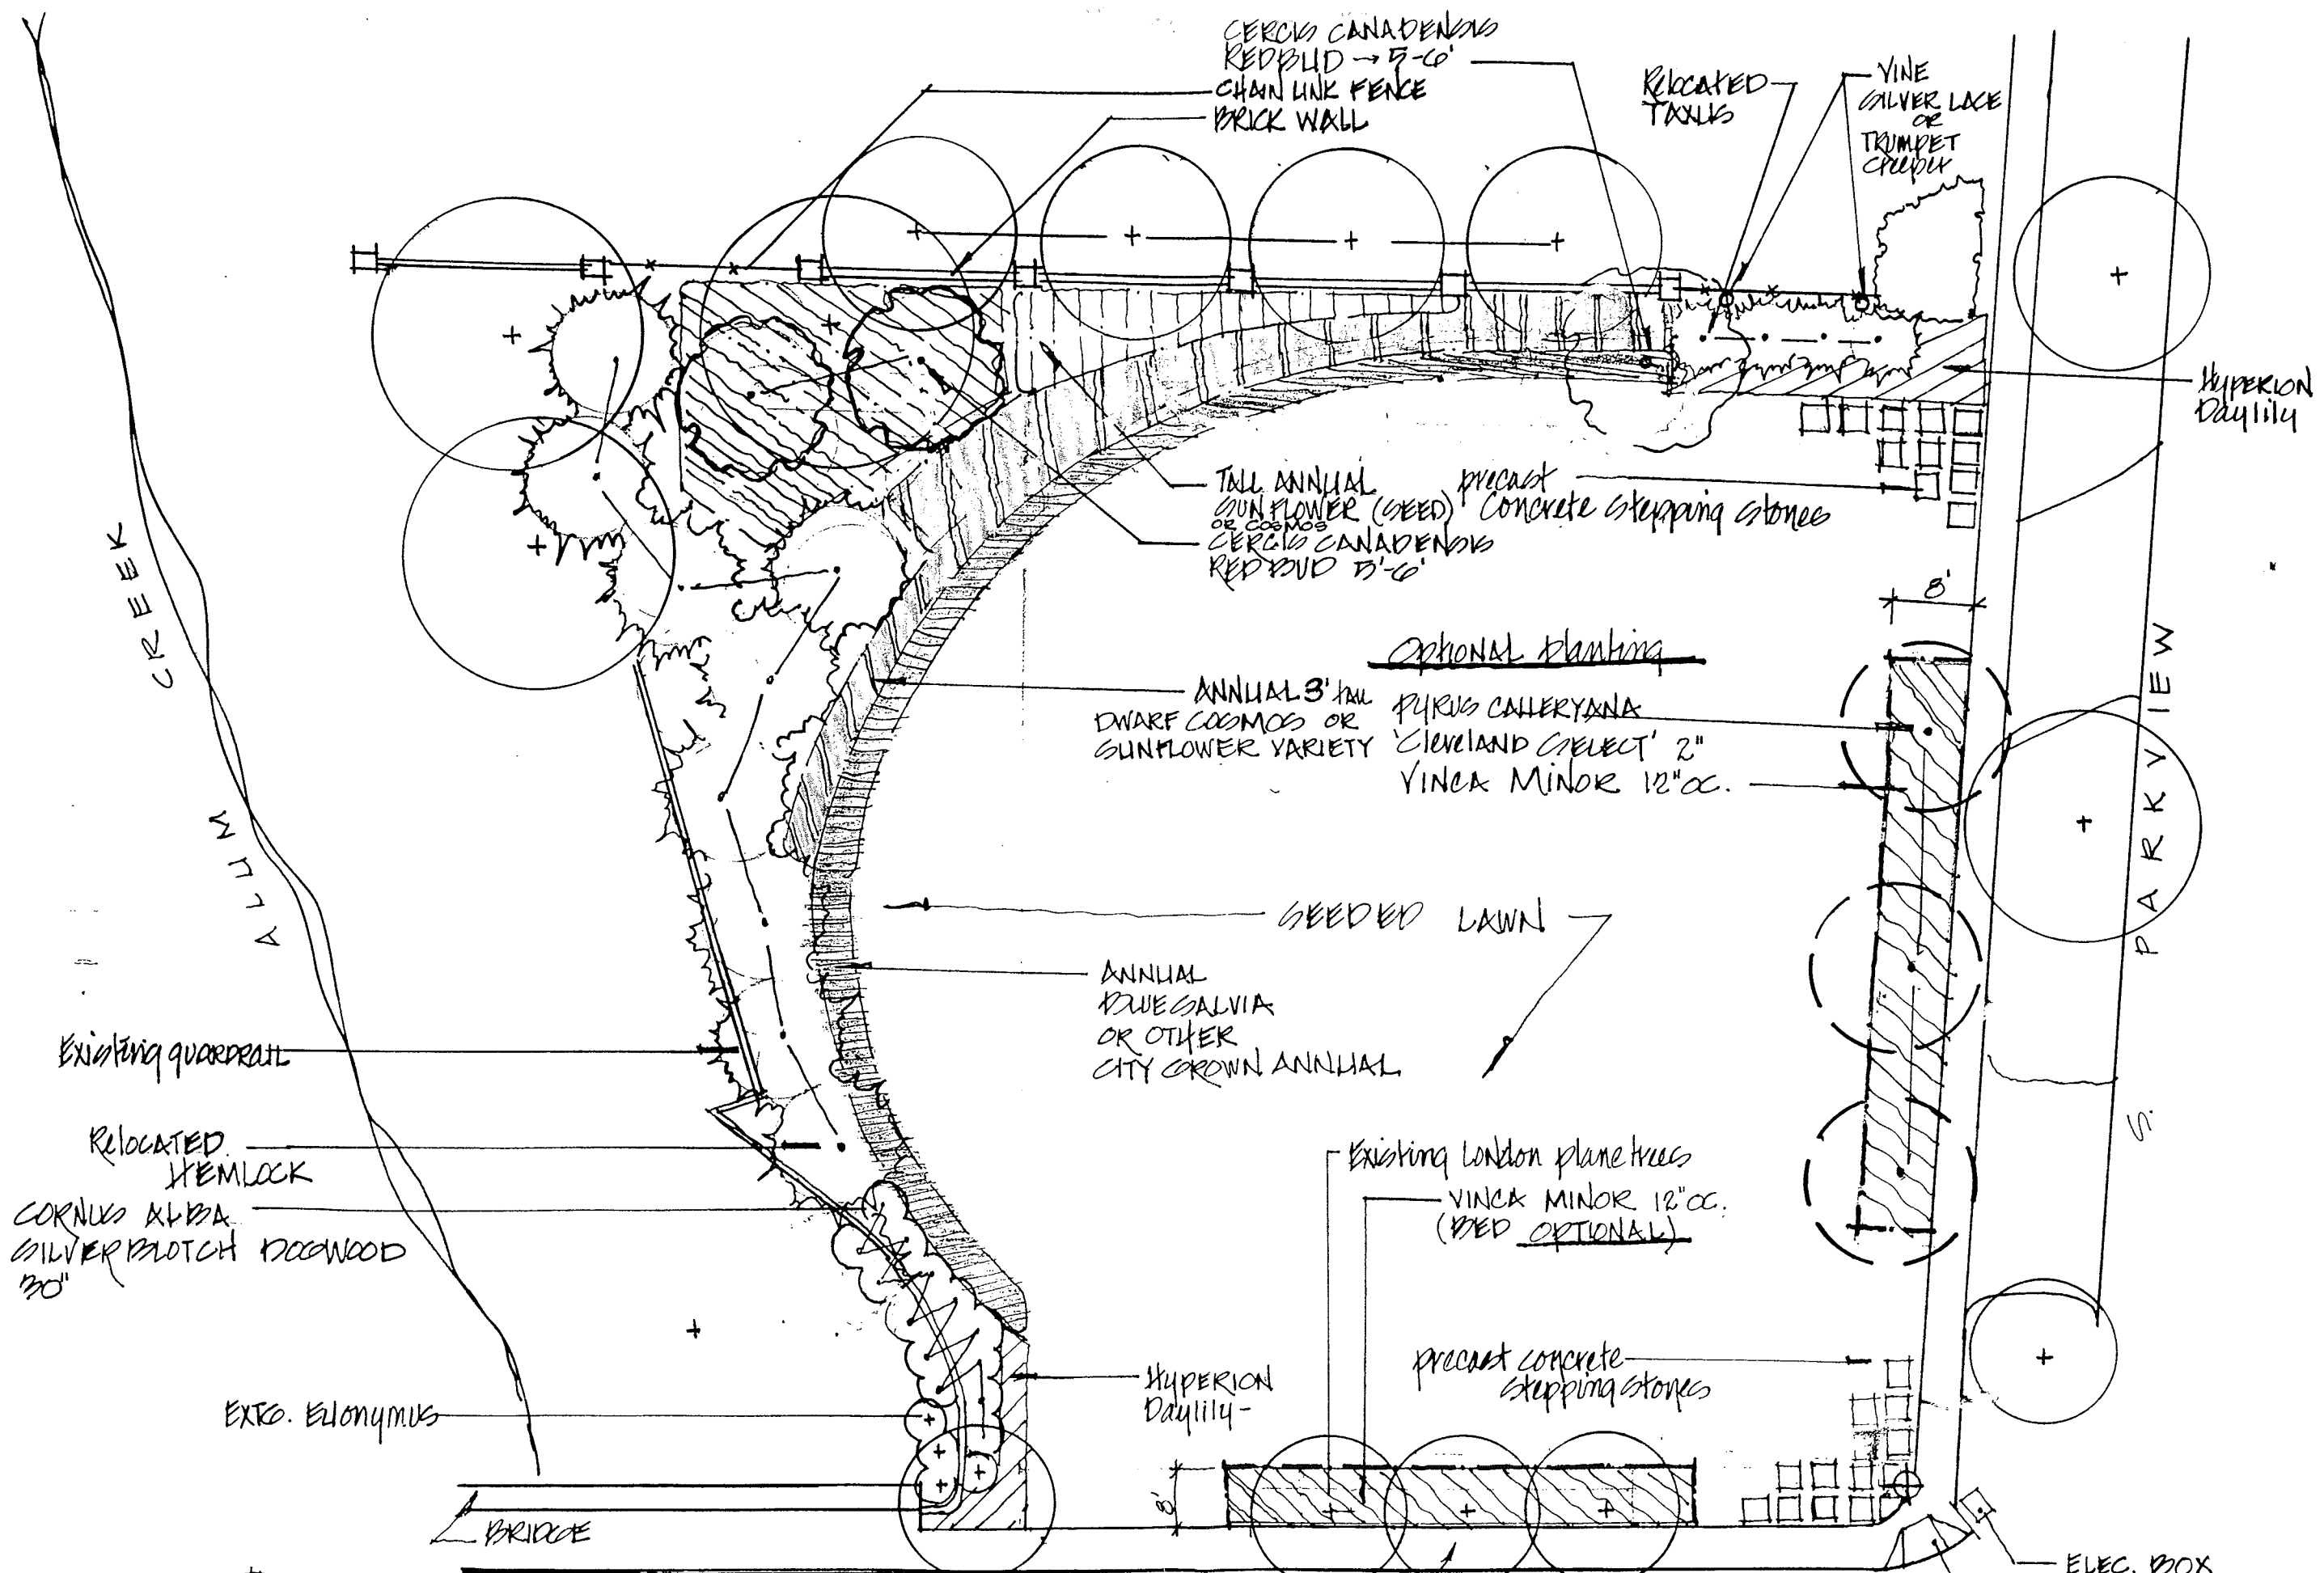 CERCIS CANADENSIS
REDBUD → 5-6'
CHAIN LINK FENCE
BRICK WALL
RELOCATED
TAXUS
VINE
SILVER LACE
OR
TRUMPET
creeper
HYPERION
Daylily
TALL ANNUAL
SUNFLOWER (SEED)
OR COSMOS
CERCIS CANADENSIS
REDBUD 5'-6'
precast
Concrete stepping stones
8'
OPTIONAL planting
ANNUAL 3' tall
DWARF COSMOS OR
SUNFLOWER VARIETY
PYRUS CALLERYANA
'Cleveland SELECT' 2"
VINCA MINOR 12" OC.
CREEK
ALUM
S. PARKVIEW
SEEDED LAWN
ANNUAL
BLUE SALVIA
OR OTHER
CITY GROWN ANNUAL
Existing guardrail
Relocated
HEMLOCK
CORNUS ALBA
SILVERBLOTCH DOGWOOD
30"
Existing London plane trees
VINCA MINOR 12" OC.
(BED OPTIONAL)
HYPERION
Daylily-
precast concrete
stepping stones
EXTG. EUONYMUS
8'
BRIDGE
ELEC. BOX